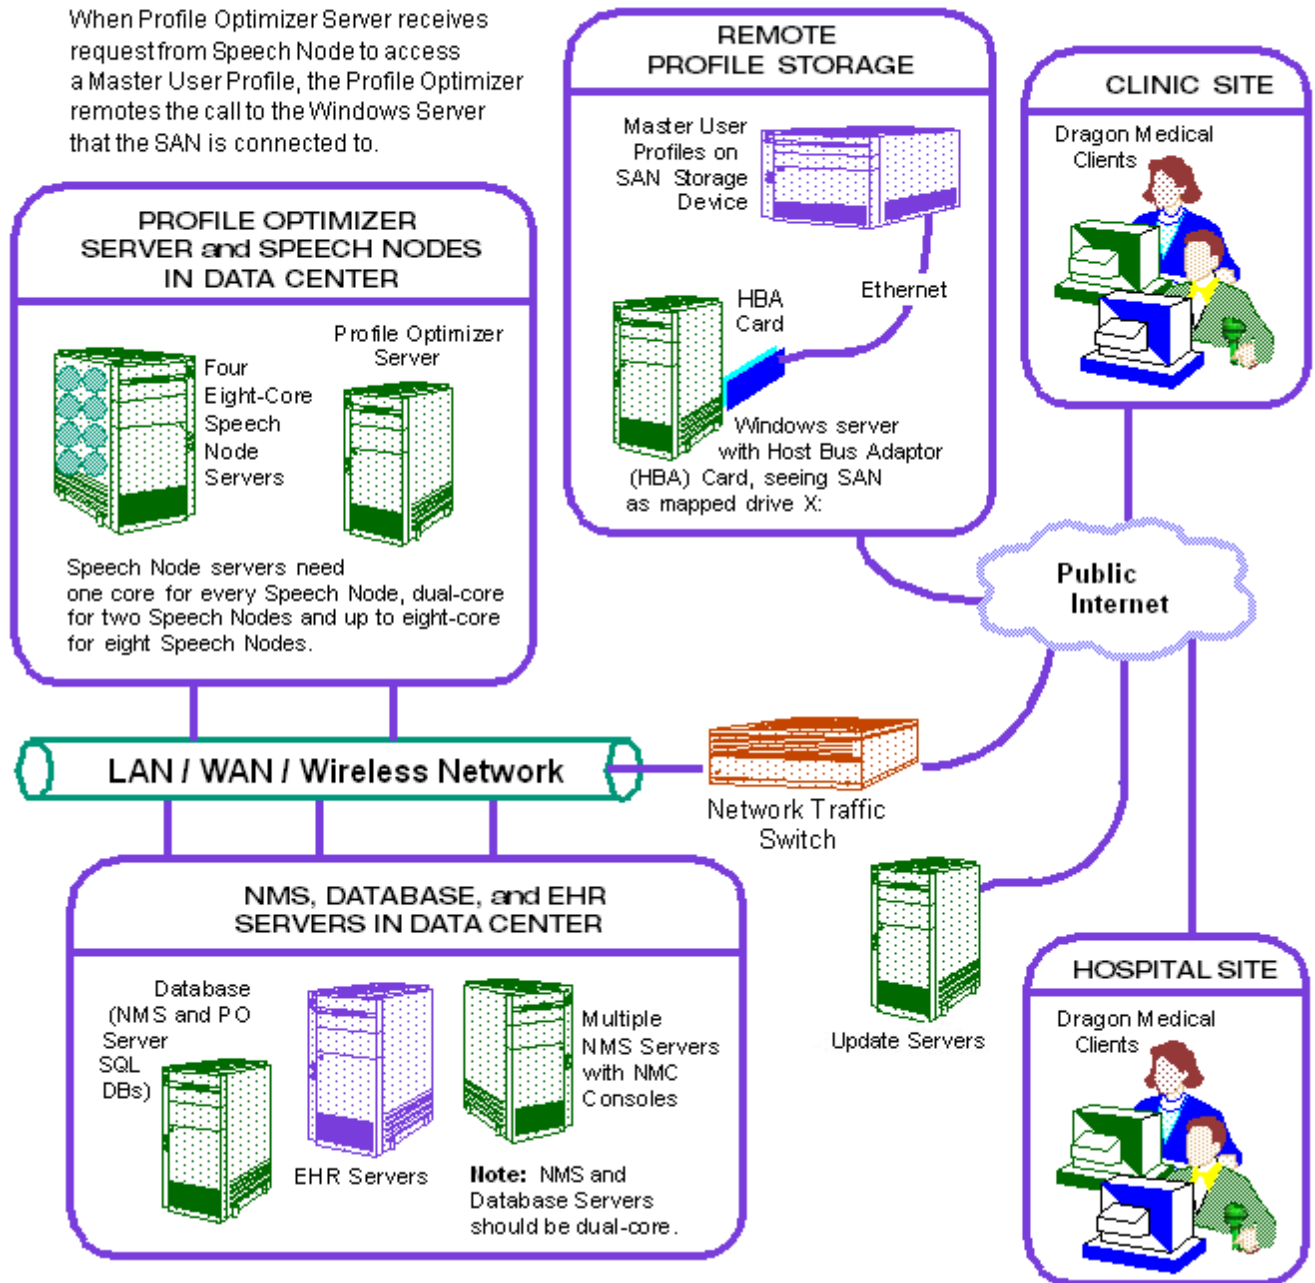 When Profile Optimizer Server receives
request from Speech Node to access
a Master User Profile, the Profile Optimizer
remotes the call to the Windows Server
that the SAN is connected to.
REMOTE
PROFILE STORAGE
Master User
Profiles on
SAN Storage
Device
Ethernet
HBA
Card
Windows server
with Host Bus Adaptor
(HBA) Card, seeing SAN
as mapped drive X:
CLINIC SITE
Dragon Medical
Clients
PROFILE OPTIMIZER
SERVER and SPEECH NODES
IN DATA CENTER
Four
Eight-Core
Speech
Node
Servers
Profile Optimizer
Server
Speech Node servers need
one core for every Speech Node, dual-core
for two Speech Nodes and up to eight-core
for eight Speech Nodes.
Public
Internet
LAN / WAN / Wireless Network
Network Traffic
Switch
NMS, DATABASE, and EHR
SERVERS IN DATA CENTER
Database
(NMS and PO
Server
SQL
DBs)
EHR Servers
Multiple
NMS Servers
with NMC
Consoles
Note: NMS and
Database Servers
should be dual-core.
Update Servers
HOSPITAL SITE
Dragon Medical
Clients